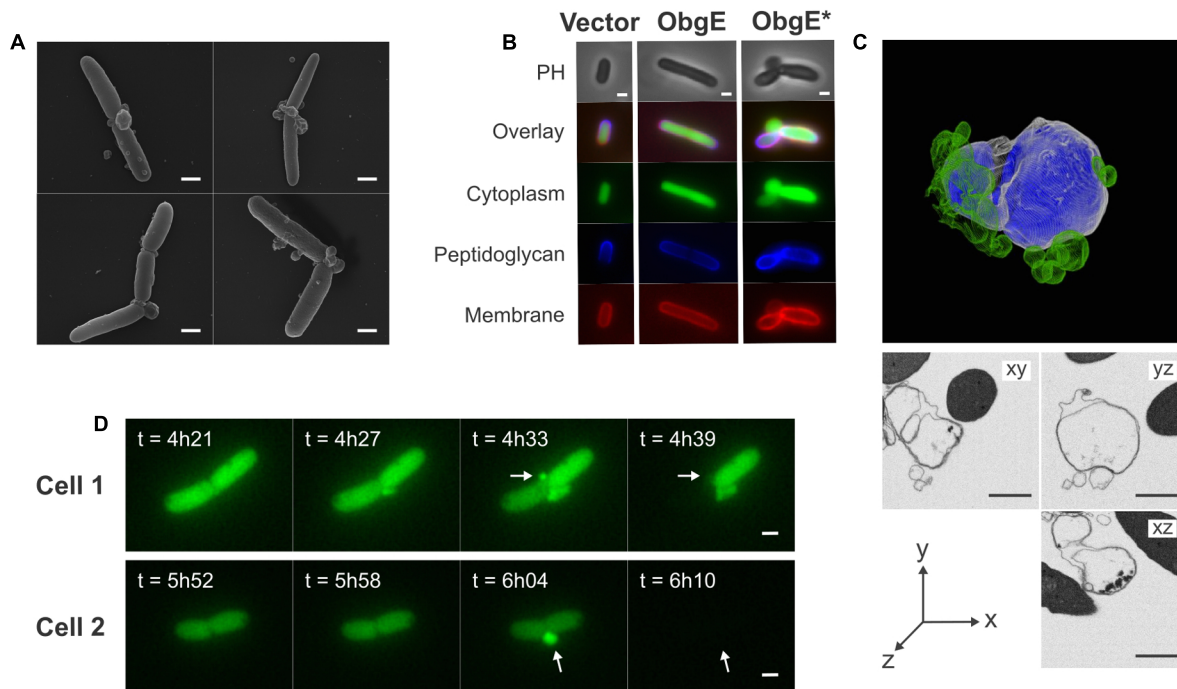 A
B
Vector ObgE ObgE*
PH
Overlay
Cytoplasm
Peptidoglycan
Membrane
C
xy
yz
xz
y
x
z
D
Cell 1
t = 4h21
t = 4h27
t = 4h33
t = 4h39
Cell 2
t = 5h52
t = 5h58
t = 6h04
t = 6h10